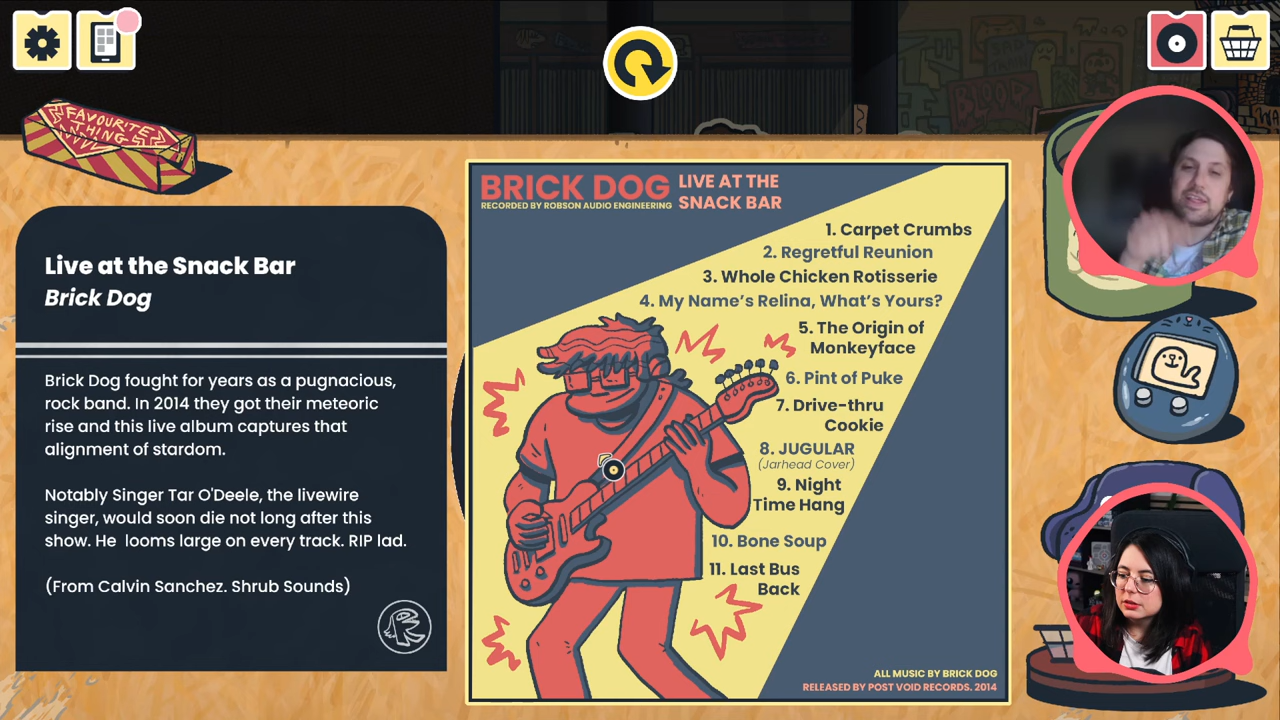 FAVOURITE
THINGS
Live at the Snack Bar
Brick Dog
Brick Dog fought for years as a pugnacious,
rock band. In 2014 they got their meteoric
rise and this live album captures that
alignment of stardom.
Notably Singer Tar O'Deele, the livewire
singer, would soon die not long after this
show. He looms large on every track. RIP lad.
(From Calvin Sanchez. Shrub Sounds)
BRICK DOG
RECORDED BY ROBSON AUDIO ENGINEERING
LIVE AT THE
SNACK BAR
1. Carpet Crumbs
2. Regretful Reunion
3. Whole Chicken Rotisserie
4. My Name's Relina, What's Yours?
5. The Origin of
Monkeyface
6. Pint of Puke
7. Drive-thru
Cookie
8. JUGULAR
(Jarhead Cover)
9. Night
Time Hang
10. Bone Soup
11. Last Bus
Back
ALL MUSIC BY BRICK DOG
RELEASED BY POST VOID RECORDS. 2014